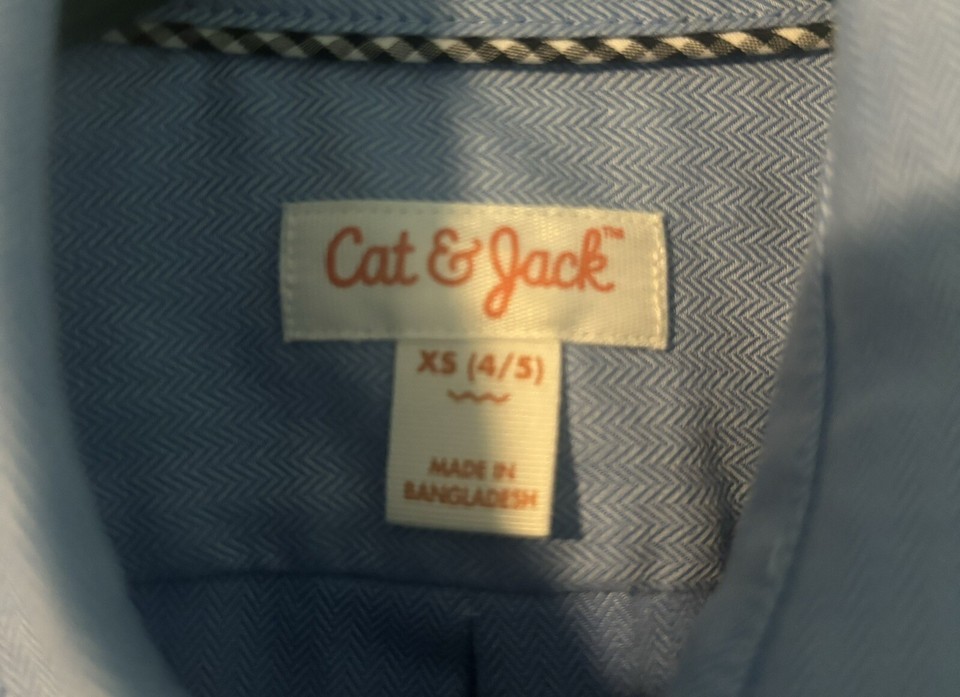 Cat & Jack™
XS (4/5)
MADE IN
BANGLADESH